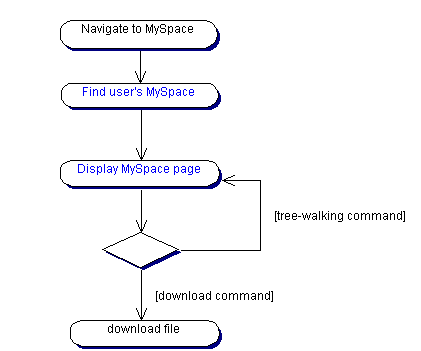 Navigate to MySpace
Find user's MySpace
Display MySpace page
[tree-walking command]
[download command]
download file